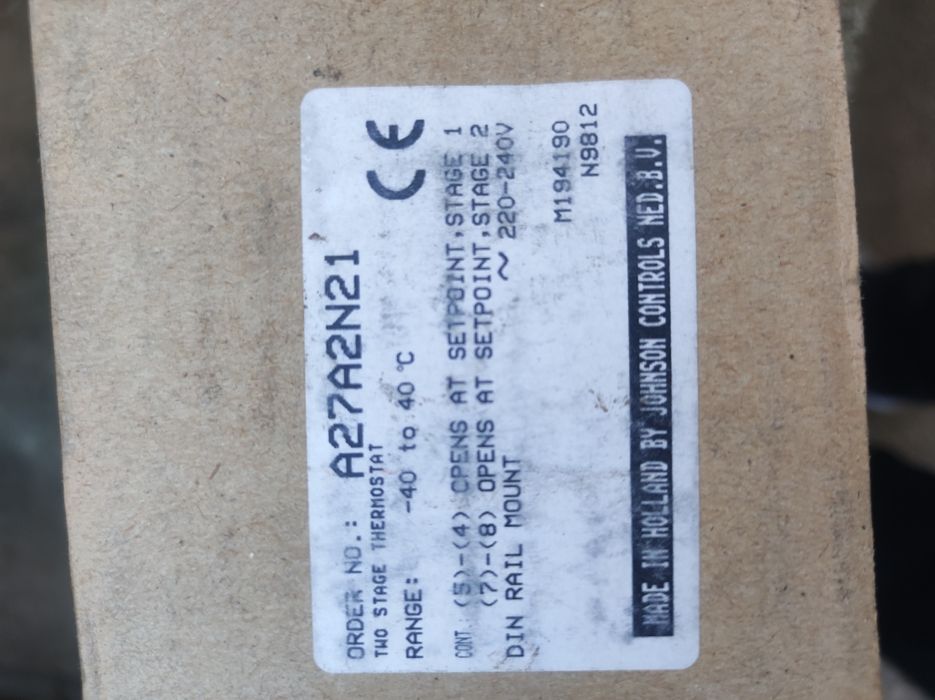 ORDER NO.: A27A2N21
TWO STAGE THERMOSTAT
RANGE: -40 to 40 °C
CE
CONT. (5)-(4) OPENS AT SETPOINT,STAGE 1
(7)-(8) OPENS AT SETPOINT,STAGE 2
DIN RAIL MOUNT ~ 220-240V
M194190
N9812
MADE IN HOLLAND BY JOHNSON CONTROLS NED.B.V.